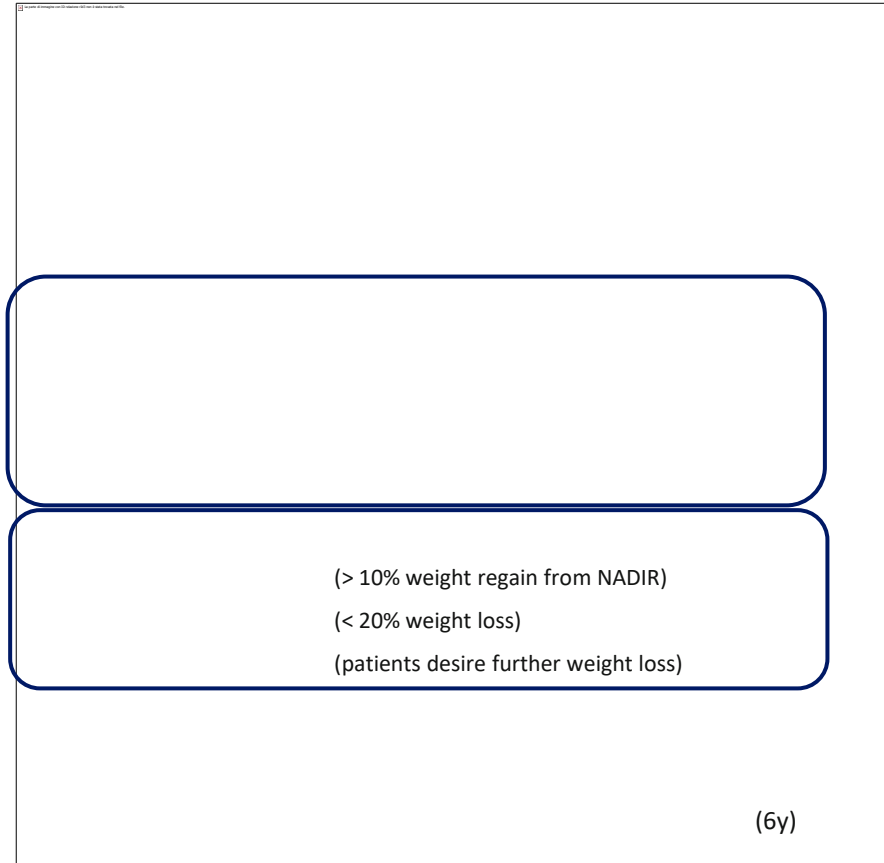 (> 10% weight regain from NADIR)
(< 20% weight loss)
(patients desire further weight loss)
(6y)